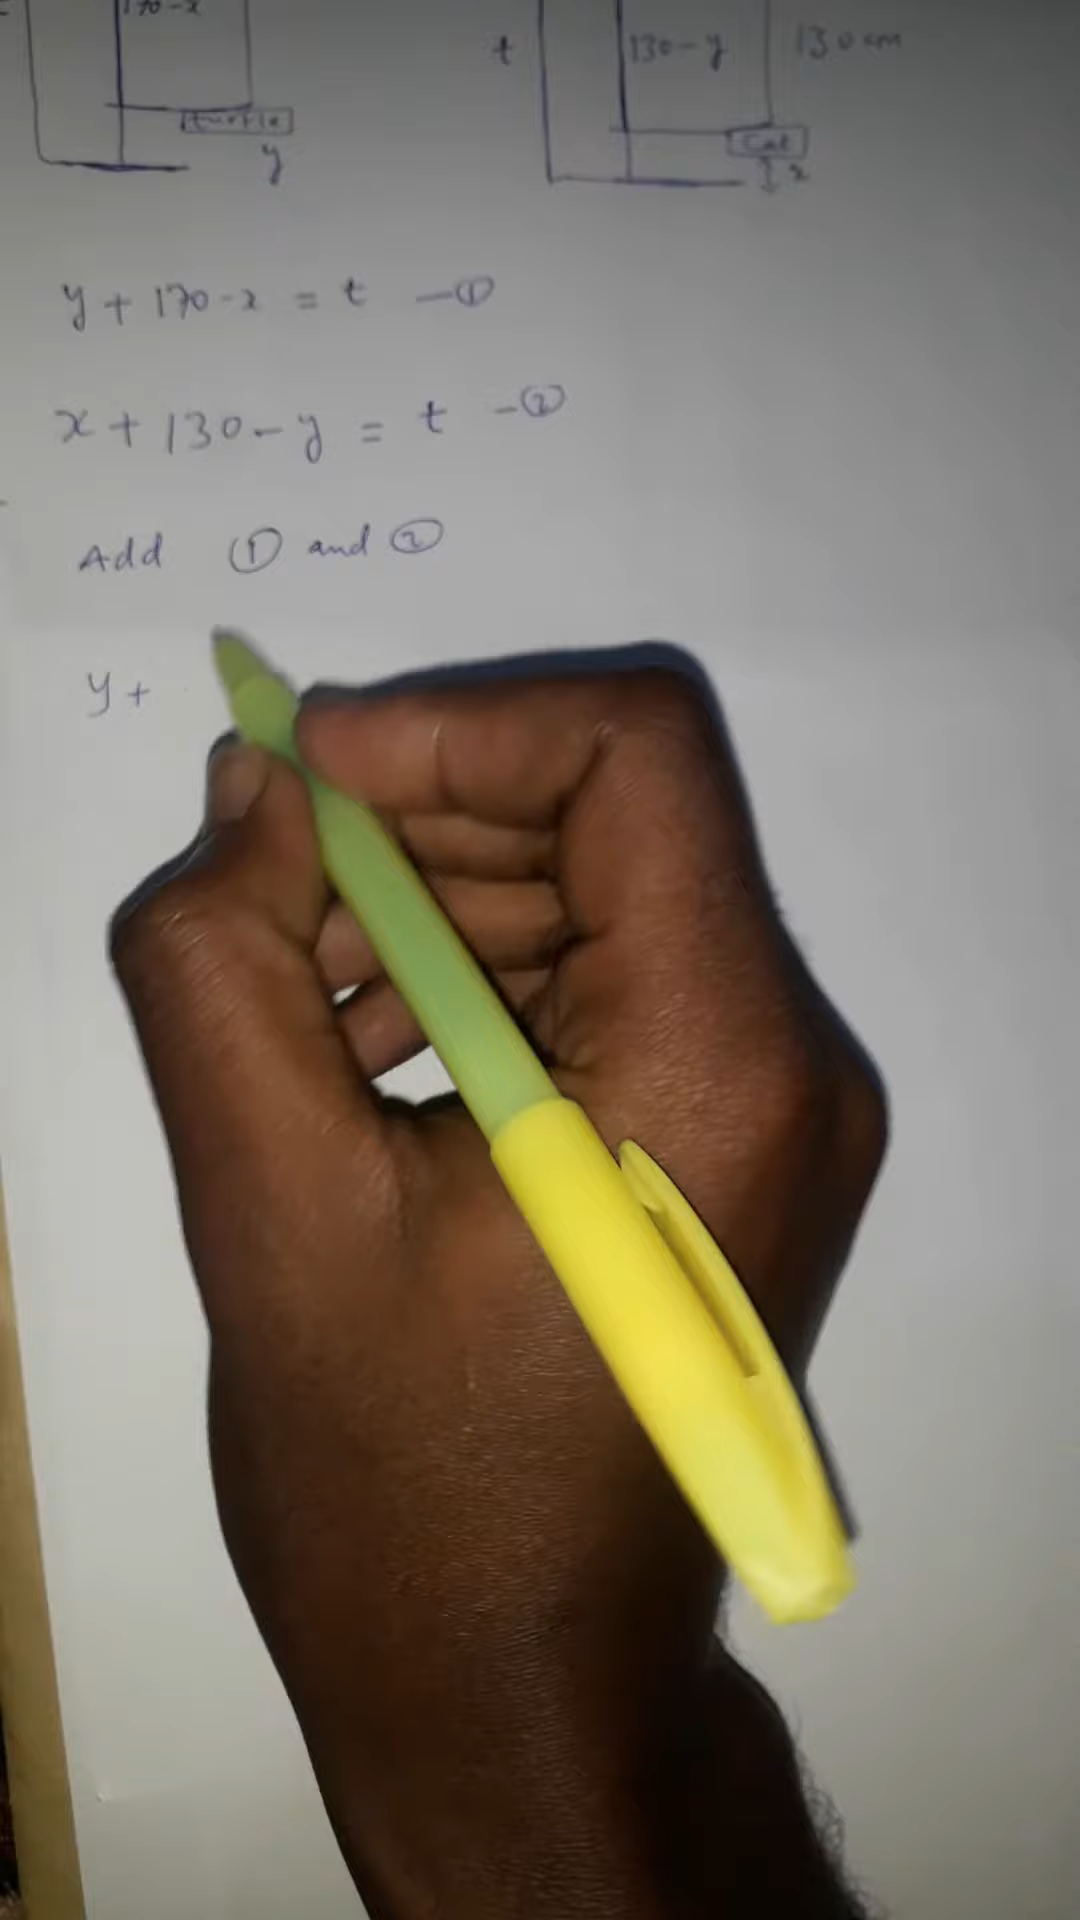 170-x
turtle
y
t
130-y
130 cm
Cat
x
y + 170-x = t —①
x + 130-y = t -②
Add ① and ②
y +